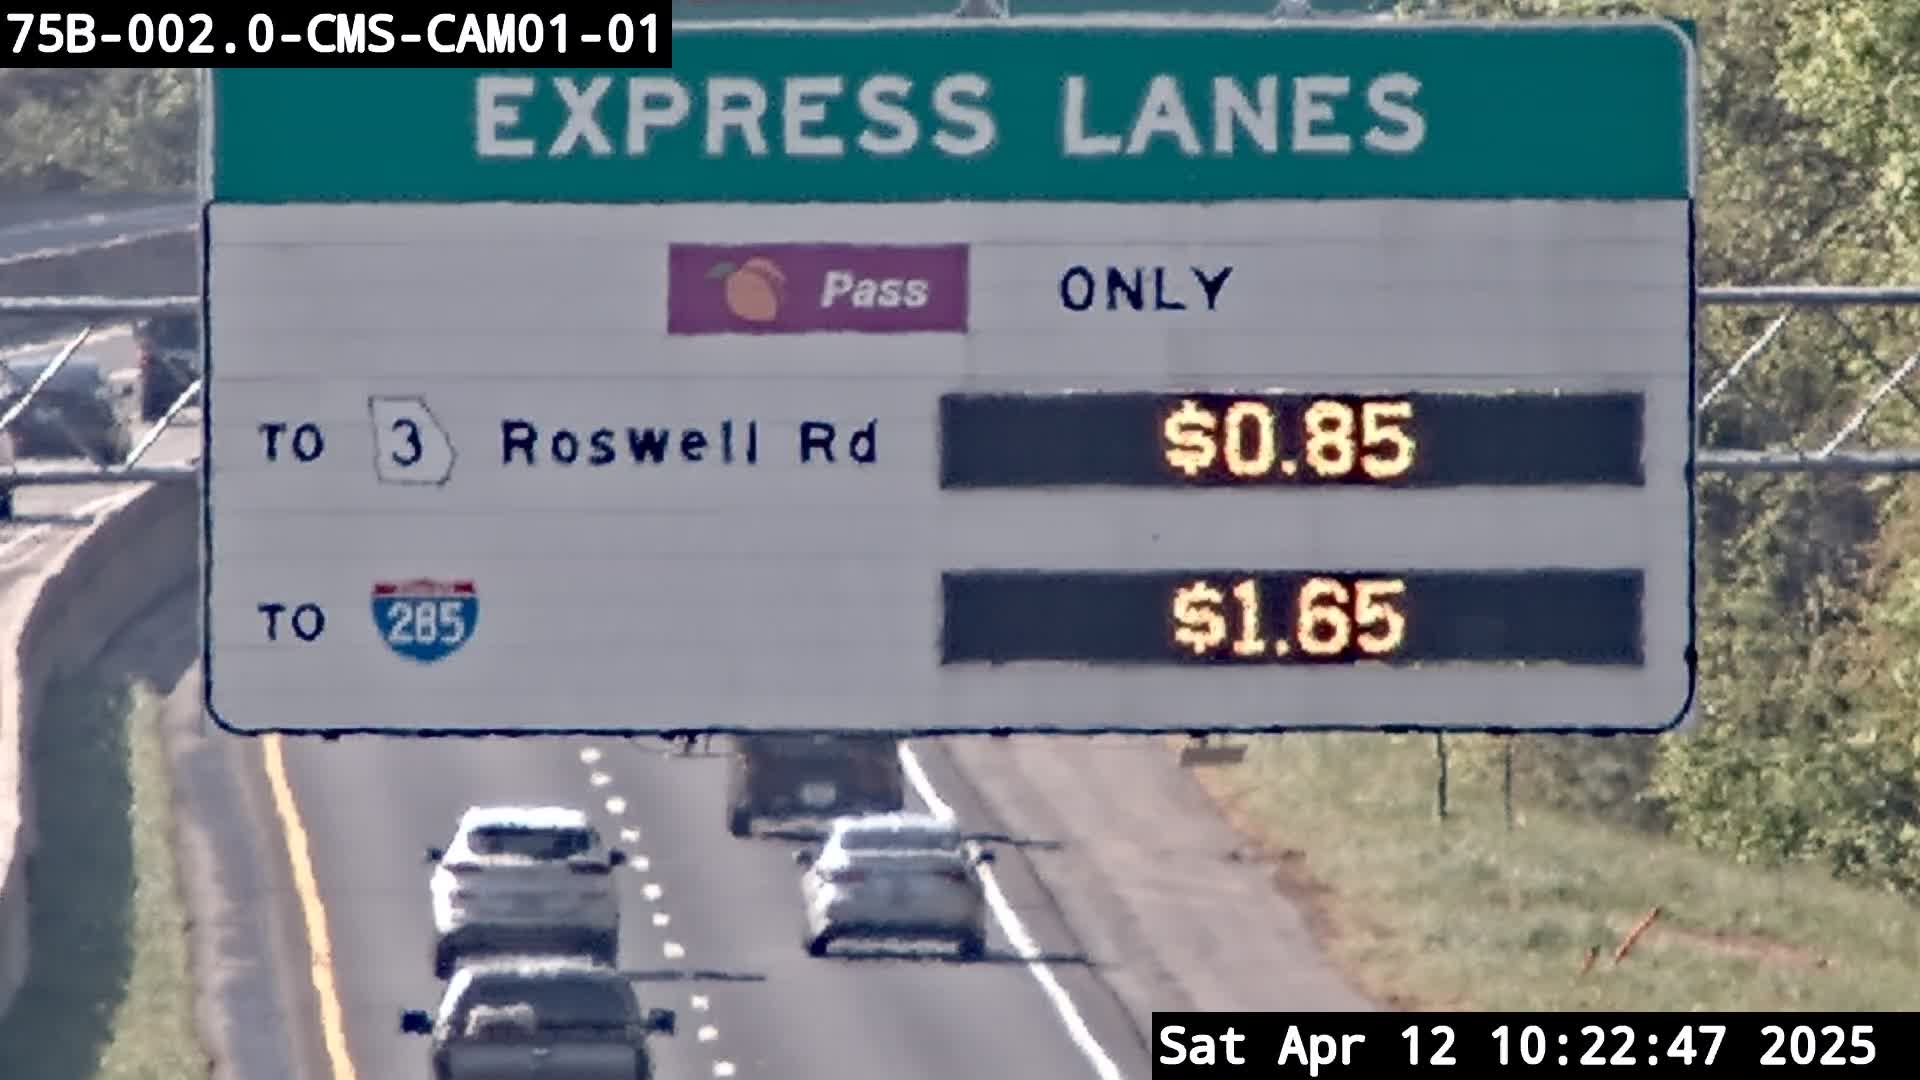 75B-002.0-CMS-CAM01-01
EXPRESS LANES
Pass ONLY
TO 3 Roswell Rd $0.85
TO 285 $1.65
Sat Apr 12 10:22:47 2025